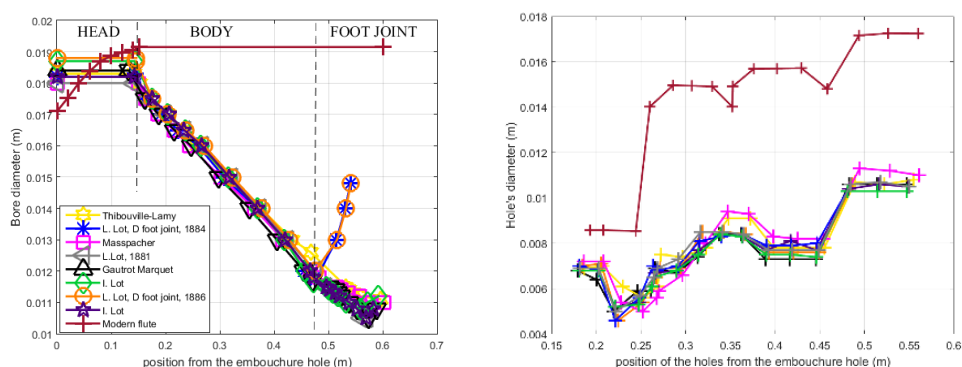 HEAD BODY FOOT JOINT
0.02
0.019
0.018
0.017
0.016
0.015
0.014
0.013
0.012
0.011
0.01
Bore diameter (m)
Thibouville-Lamy
L. Lot, D foot joint, 1884
Masspacher
L.Lot, 1881
Gautrot Marquet
I. Lot
L. Lot, D foot joint, 1886
I. Lot
Modern flute
0 0.1 0.2 0.3 0.4 0.5 0.6 0.7
position from the embouchure hole (m)
0.018
0.016
0.014
0.012
0.01
0.008
0.006
0.004
Hole's diameter (m)
0.15 0.2 0.25 0.3 0.35 0.4 0.45 0.5 0.55 0.6
position of the holes from the embouchure hole (m)